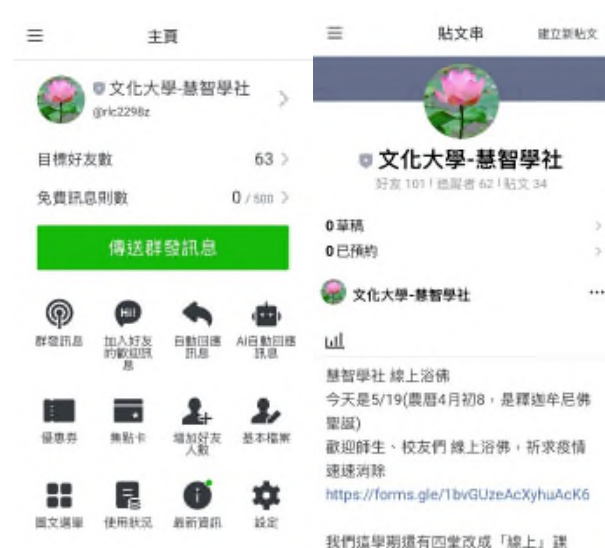 主頁
文化大學-慧智學社
@rlc2298z
目標好友數 63
免費訊息則數 0 / 500
傳送群發訊息
群發訊息
加入好友的歡迎訊息
自動回應訊息
AI自動回應訊息
優惠券
集點卡
增加好友人數
基本檔案
圖文選單
使用狀況
最新資訊
設定
貼文串
建立新貼文
文化大學-慧智學社
好友 101 | 追蹤者 62 | 貼文 34
0 草稿
0 已預約
文化大學-慧智學社
慧智學社 線上浴佛
今天是5/19(農曆4月初8,是釋迦牟尼佛
聖誕)
歡迎師生、校友們 線上浴佛,祈求疫情
速速消除
https://forms.gle/1bvGUzeAcXyhuAcK6
我們這學期還有四堂改成「線上」課